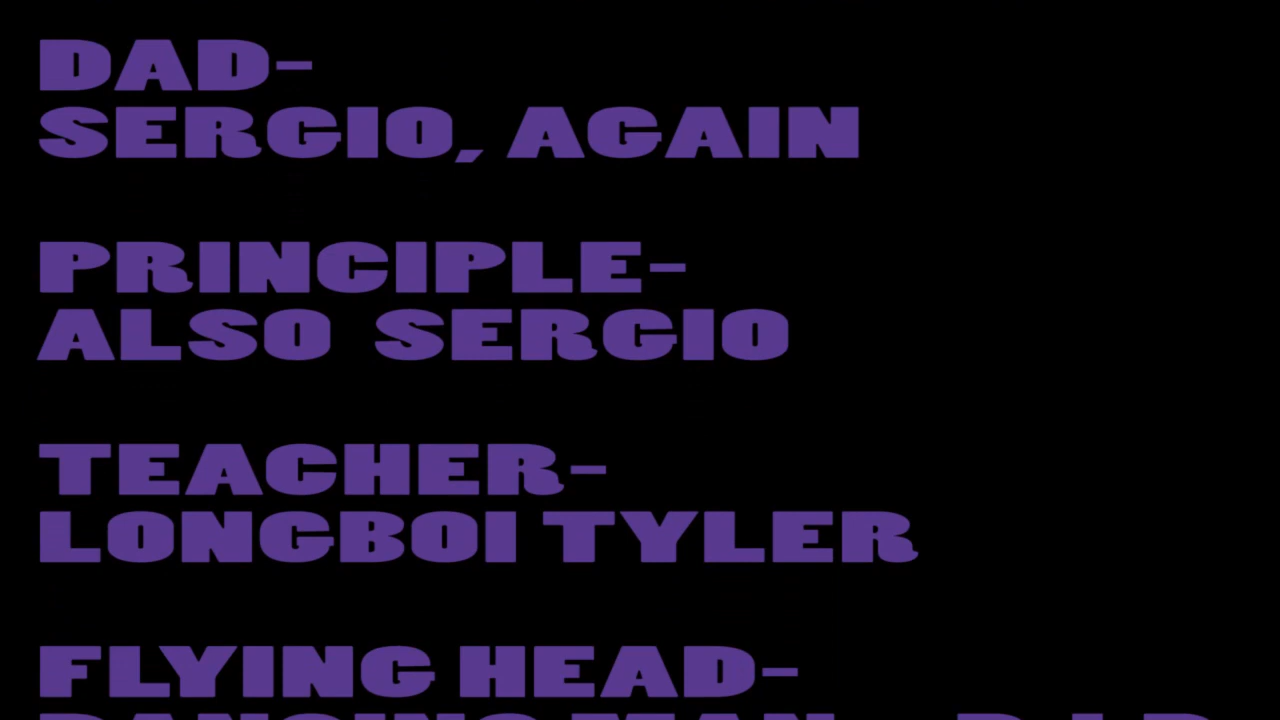 DAD-
SERGIO, AGAIN
PRINCIPLE-
ALSO SERGIO
TEACHER-
LONGBOI TYLER
FLYING HEAD-